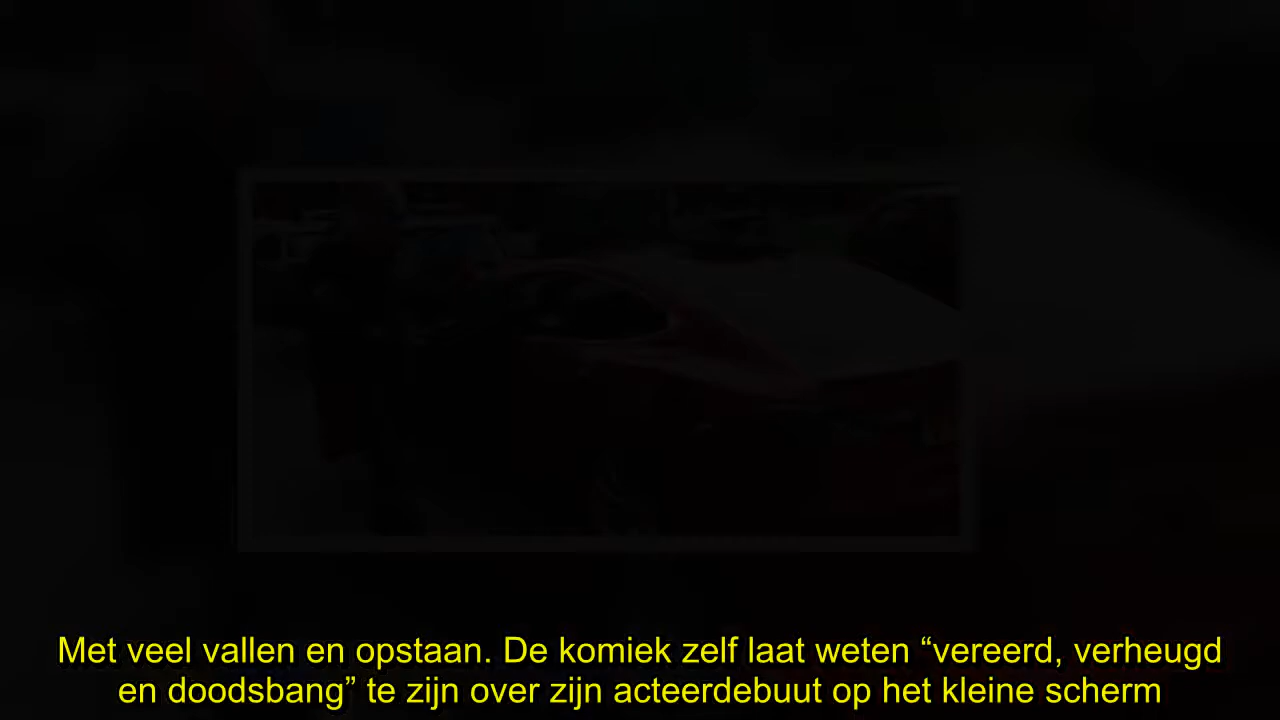 Met veel vallen en opstaan. De komiek zelf laat weten “vereerd, verheugd
en doodsbang” te zijn over zijn acteerdebuut op het kleine scherm